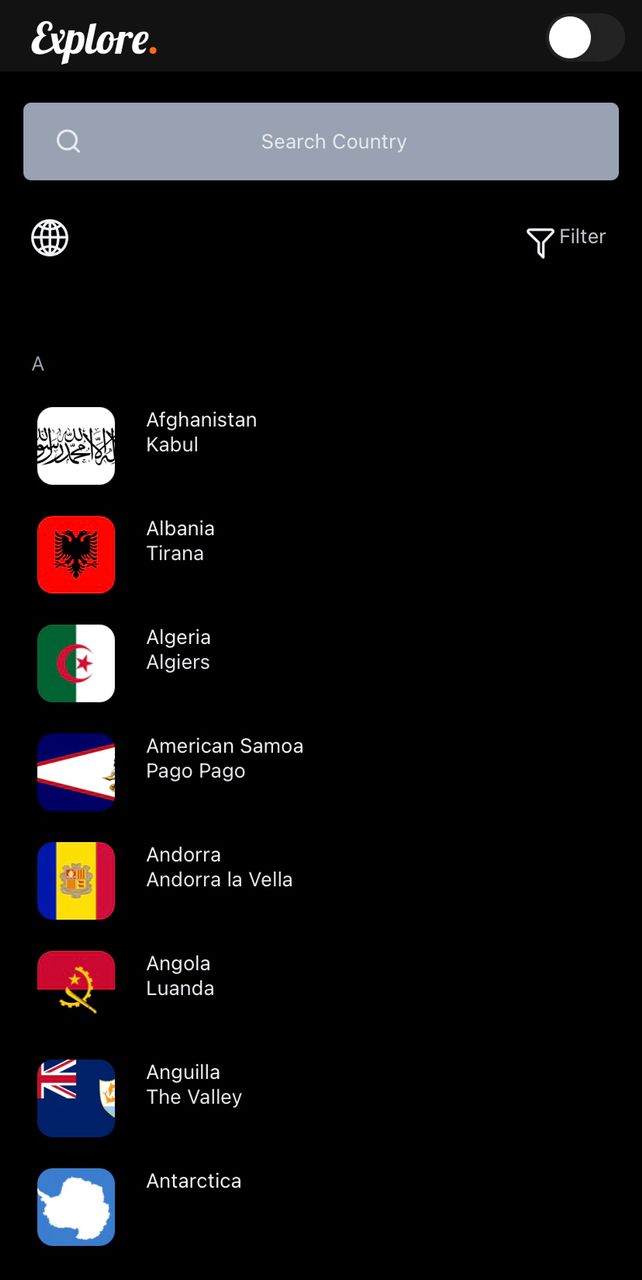 Explore.
Search Country
Filter
A
Afghanistan
Kabul
Albania
Tirana
Algeria
Algiers
American Samoa
Pago Pago
Andorra
Andorra la Vella
Angola
Luanda
Anguilla
The Valley
Antarctica